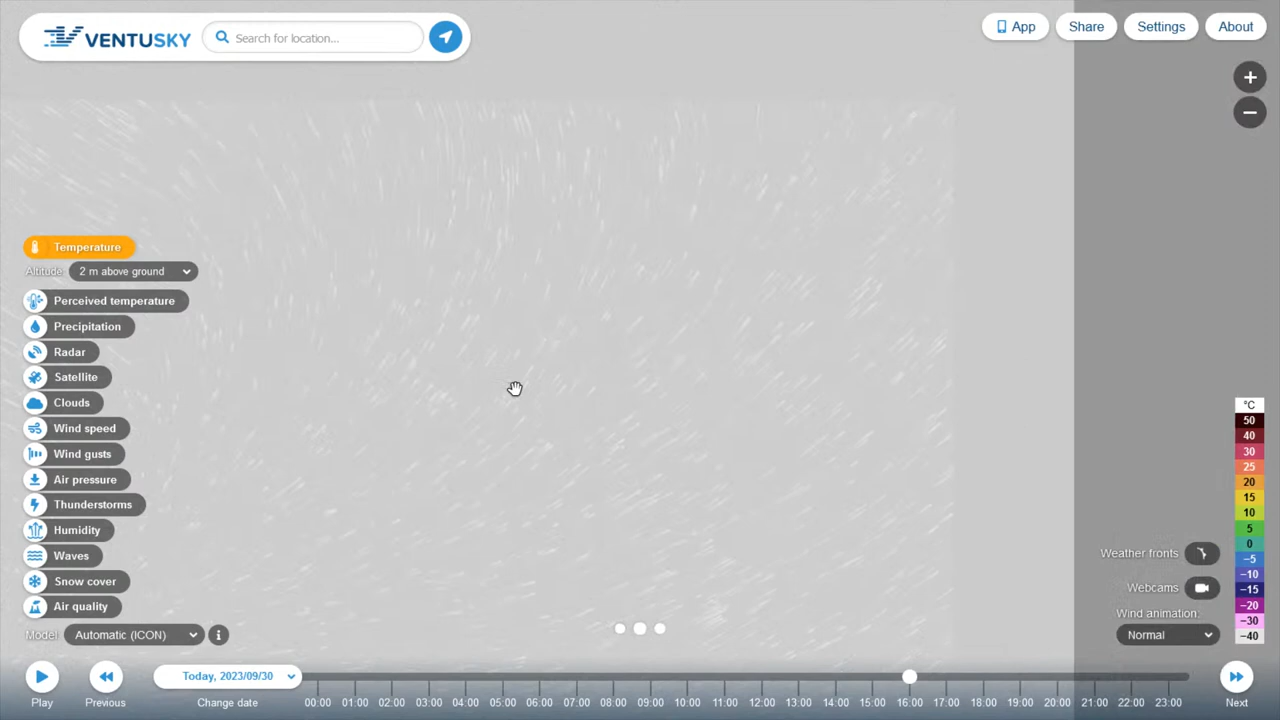 VENTUSKY
Search for location...
App
Share
Settings
About
+
−
Temperature
Altitude: 2 m above ground
Perceived temperature
Precipitation
Radar
Satellite
Clouds
Wind speed
Wind gusts
Air pressure
Thunderstorms
Humidity
Waves
Snow cover
Air quality
Model: Automatic (ICON)
°C
50
40
30
25
20
15
10
5
0
−5
−10
−15
−20
−30
−40
Weather fronts
Webcams
Wind animation:
Normal
Play
Previous
Today, 2023/09/30
Change date
00:00 01:00 02:00 03:00 04:00 05:00 06:00 07:00 08:00 09:00 10:00 11:00 12:00 13:00 14:00 15:00 16:00 17:00 18:00 19:00 20:00 21:00 22:00 23:00
Next